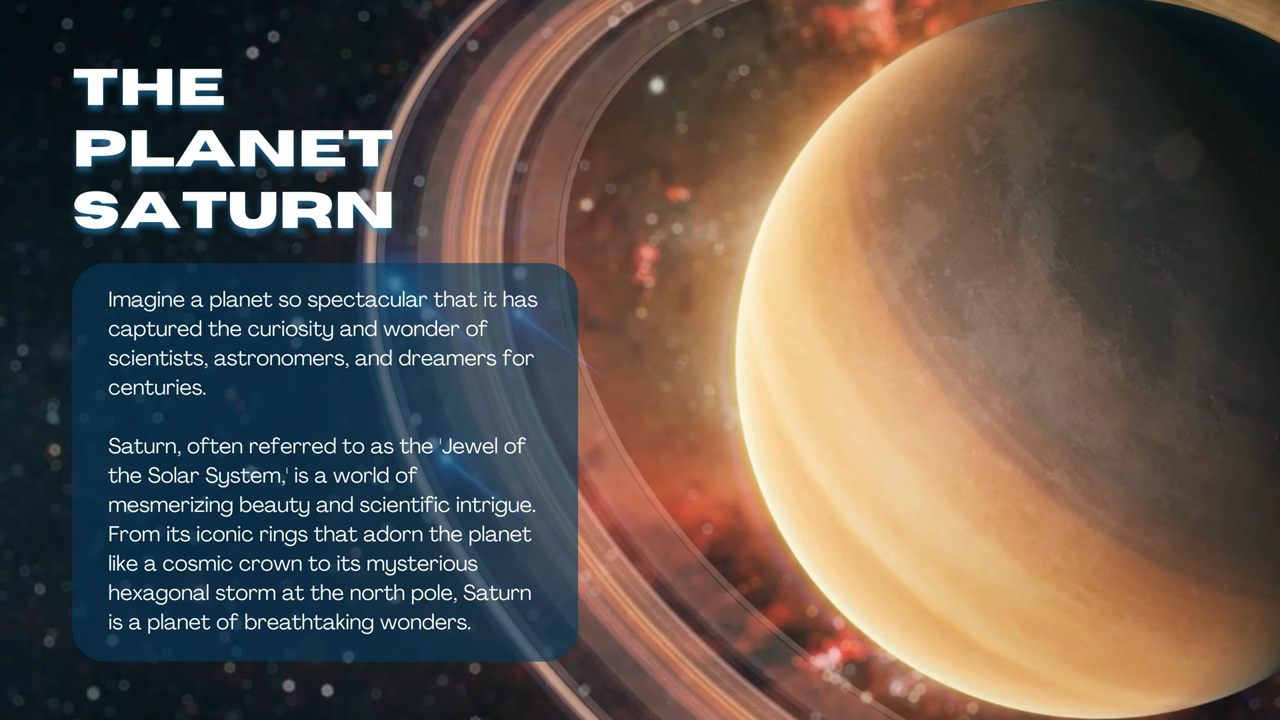 THE
PLANET
SATURN
Imagine a planet so spectacular that it has
captured the curiosity and wonder of
scientists, astronomers, and dreamers for
centuries.
Saturn, often referred to as the 'Jewel of
the Solar System,' is a world of
mesmerizing beauty and scientific intrigue.
From its iconic rings that adorn the planet
like a cosmic crown to its mysterious
hexagonal storm at the north pole, Saturn
is a planet of breathtaking wonders.